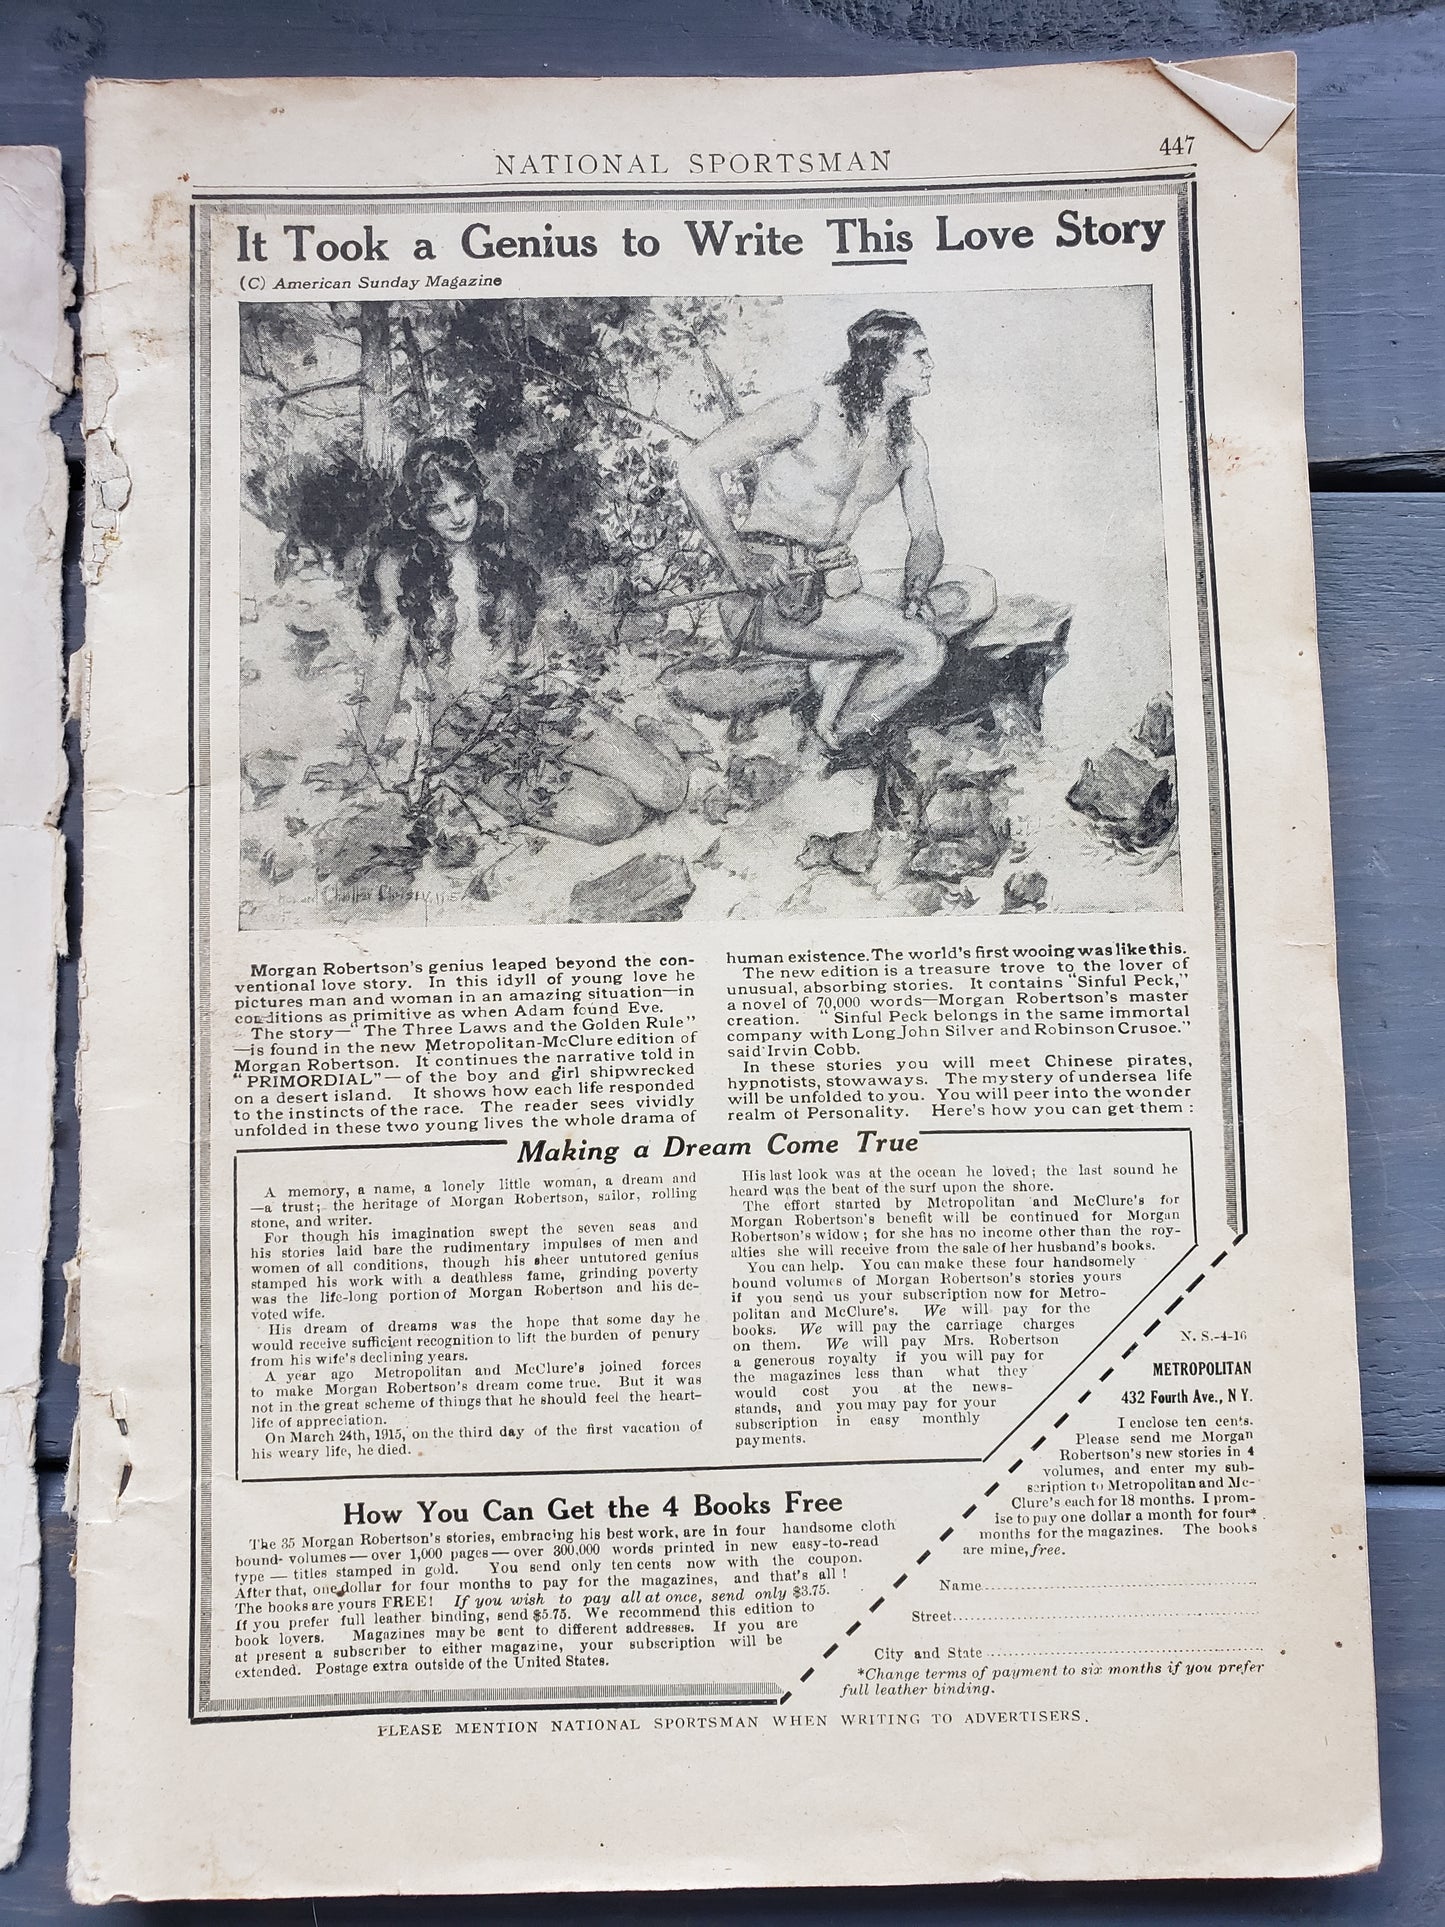 447
NATIONAL SPORTSMAN
It Took a Genius to Write This Love Story
(C) American Sunday Magazine
Howard Chandler Christy 1915
Morgan Robertson's genius leaped beyond the con-
ventional love story. In this idyll of young love he
pictures man and woman in an amazing situation—in
conditions as primitive as when Adam found Eve.
The story—"The Three Laws and the Golden Rule"
—is found in the new Metropolitan-McClure edition of
Morgan Robertson. It continues the narrative told in
"PRIMORDIAL"—of the boy and girl shipwrecked
on a desert island. It shows how each life responded
to the instincts of the race. The reader sees vividly
unfolded in these two young lives the whole drama of
human existence. The world's first wooing was like this.
The new edition is a treasure trove to the lover of
unusual, absorbing stories. It contains "Sinful Peck,"
a novel of 70,000 words—Morgan Robertson's master
creation. "Sinful Peck belongs in the same immortal
company with Long John Silver and Robinson Crusoe."
said Irvin Cobb.
In these stories you will meet Chinese pirates,
hypnotists, stowaways. The mystery of undersea life
will be unfolded to you. You will peer into the wonder
realm of Personality. Here's how you can get them:
Making a Dream Come True
A memory, a name, a lonely little woman, a dream and
—a trust; the heritage of Morgan Robertson, sailor, rolling
stone, and writer.
For though his imagination swept the seven seas and
his stories laid bare the rudimentary impulses of men and
women of all conditions, though his sheer untutored genius
stamped his work with a deathless fame, grinding poverty
was the life-long portion of Morgan Robertson and his de-
voted wife.
His dream of dreams was the hope that some day he
would receive sufficient recognition to lift the burden of penury
from his wife's declining years.
A year ago Metropolitan and McClure's joined forces
to make Morgan Robertson's dream come true. But it was
not in the great scheme of things that he should feel the heart-
life of appreciation.
On March 24th, 1915, on the third day of the first vacation of
his weary life, he died.
His last look was at the ocean he loved; the last sound he
heard was the beat of the surf upon the shore.
The effort started by Metropolitan and McClure's for
Morgan Robertson's benefit will be continued for Morgan
Robertson's widow; for she has no income other than the roy-
alties she will receive from the sale of her husband's books.
You can help. You can make these four handsomely
bound volumes of Morgan Robertson's stories yours
if you send us your subscription now for Metro-
politan and McClure's. We will pay for the
books. We will pay the carriage charges
on them. We will pay Mrs. Robertson
a generous royalty if you will pay for
the magazines less than what they
would cost you at the news-
stands, and you may pay for your
subscription in easy monthly
payments.
How You Can Get the 4 Books Free
The 35 Morgan Robertson's stories, embracing his best work, are in four handsome cloth
bound volumes—over 1,000 pages—over 300,000 words printed in new easy-to-read
type — titles stamped in gold. You send only ten cents now with the coupon.
After that, one dollar for four months to pay for the magazines, and that's all!
The books are yours FREE! If you wish to pay all at once, send only $3.75.
If you prefer full leather binding, send $5.75. We recommend this edition to
book lovers. Magazines may be sent to different addresses. If you are
at present a subscriber to either magazine, your subscription will be
extended. Postage extra outside of the United States.
N. S.-4-16
METROPOLITAN
432 Fourth Ave., N Y.
I enclose ten cents.
Please send me Morgan
Robertson's new stories in 4
volumes, and enter my sub-
scription to Metropolitan and Mc-
Clure's each for 18 months. I prom-
ise to pay one dollar a month for four*
months for the magazines. The books
are mine, free.
Name
Street
City and State
*Change terms of payment to six months if you prefer
full leather binding.
PLEASE MENTION NATIONAL SPORTSMAN WHEN WRITING TO ADVERTISERS.